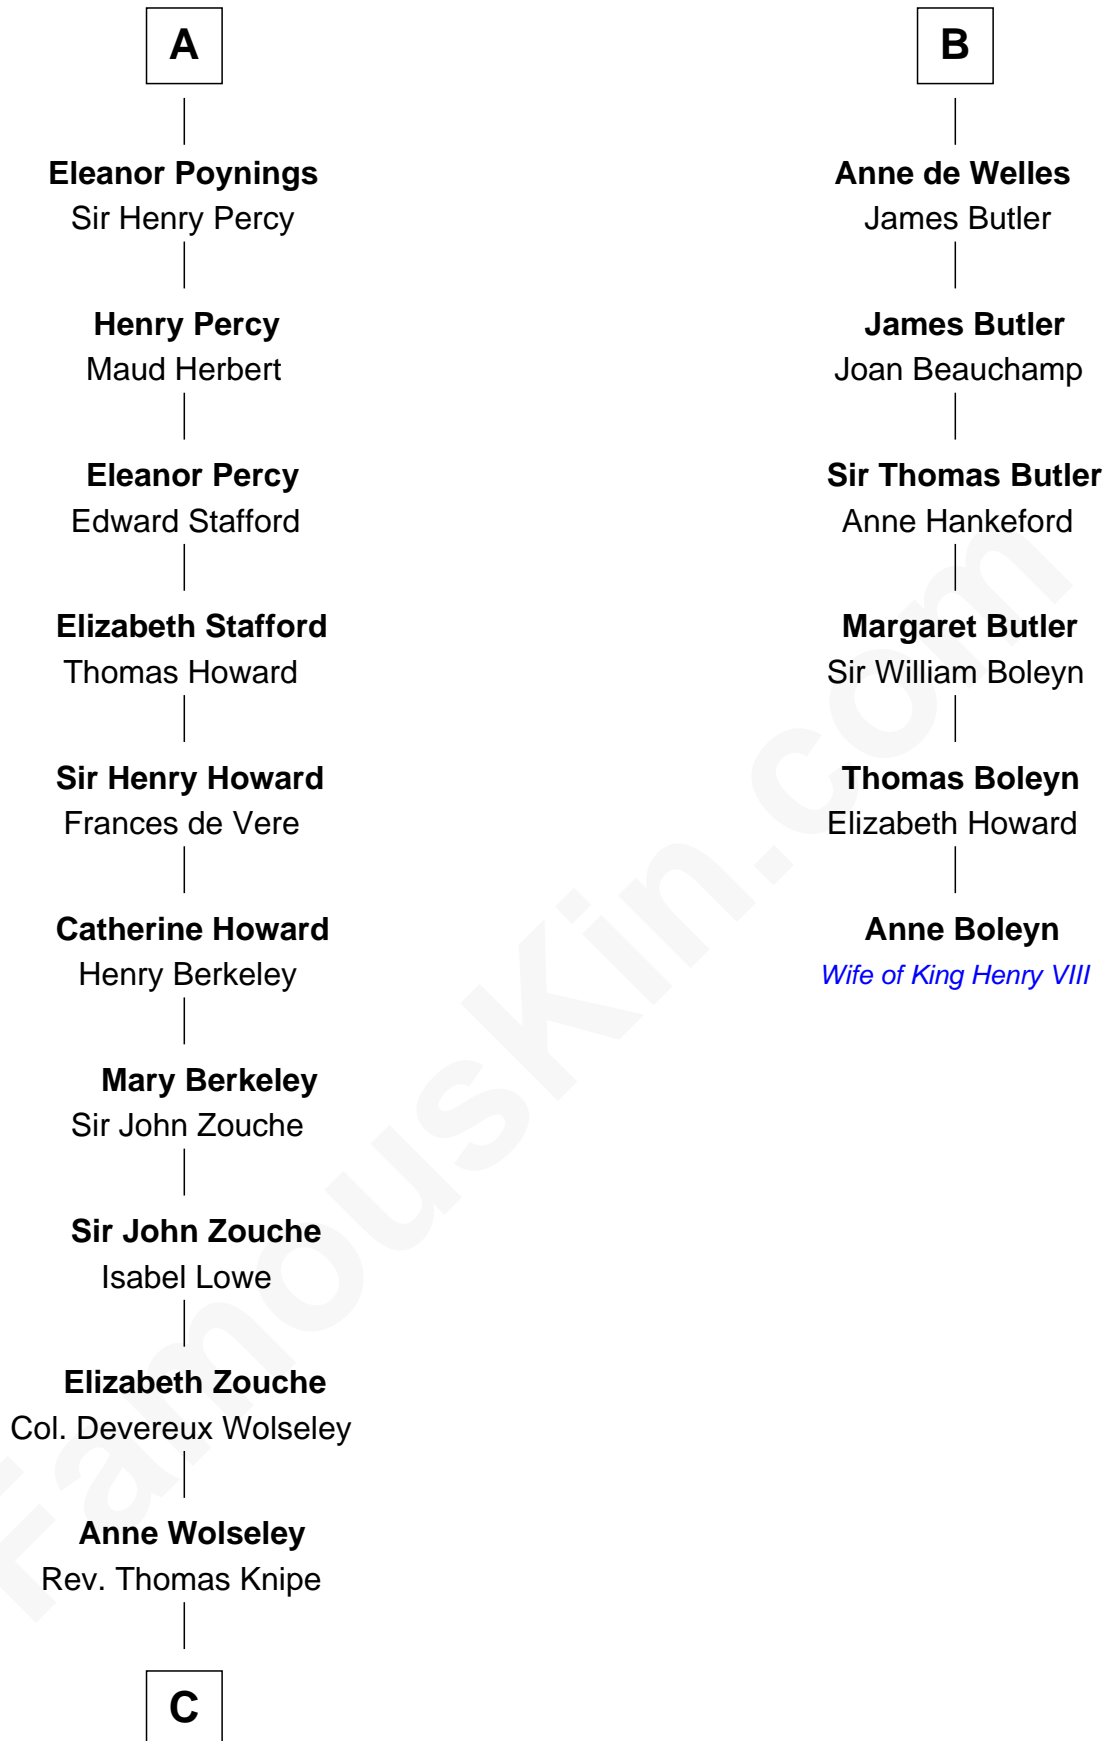 A
Eleanor Poynings
Sir Henry Percy
Henry Percy
Maud Herbert
Eleanor Percy
Edward Stafford
Elizabeth Stafford
Thomas Howard
Sir Henry Howard
Frances de Vere
Catherine Howard
Henry Berkeley
Mary Berkeley
Sir John Zouche
Sir John Zouche
Isabel Lowe
Elizabeth Zouche
Col. Devereux Wolseley
Anne Wolseley
Rev. Thomas Knipe
C
B
Anne de Welles
James Butler
James Butler
Joan Beauchamp
Sir Thomas Butler
Anne Hankeford
Margaret Butler
Sir William Boleyn
Thomas Boleyn
Elizabeth Howard
Anne Boleyn
Wife of King Henry VIII
FamousKin.com